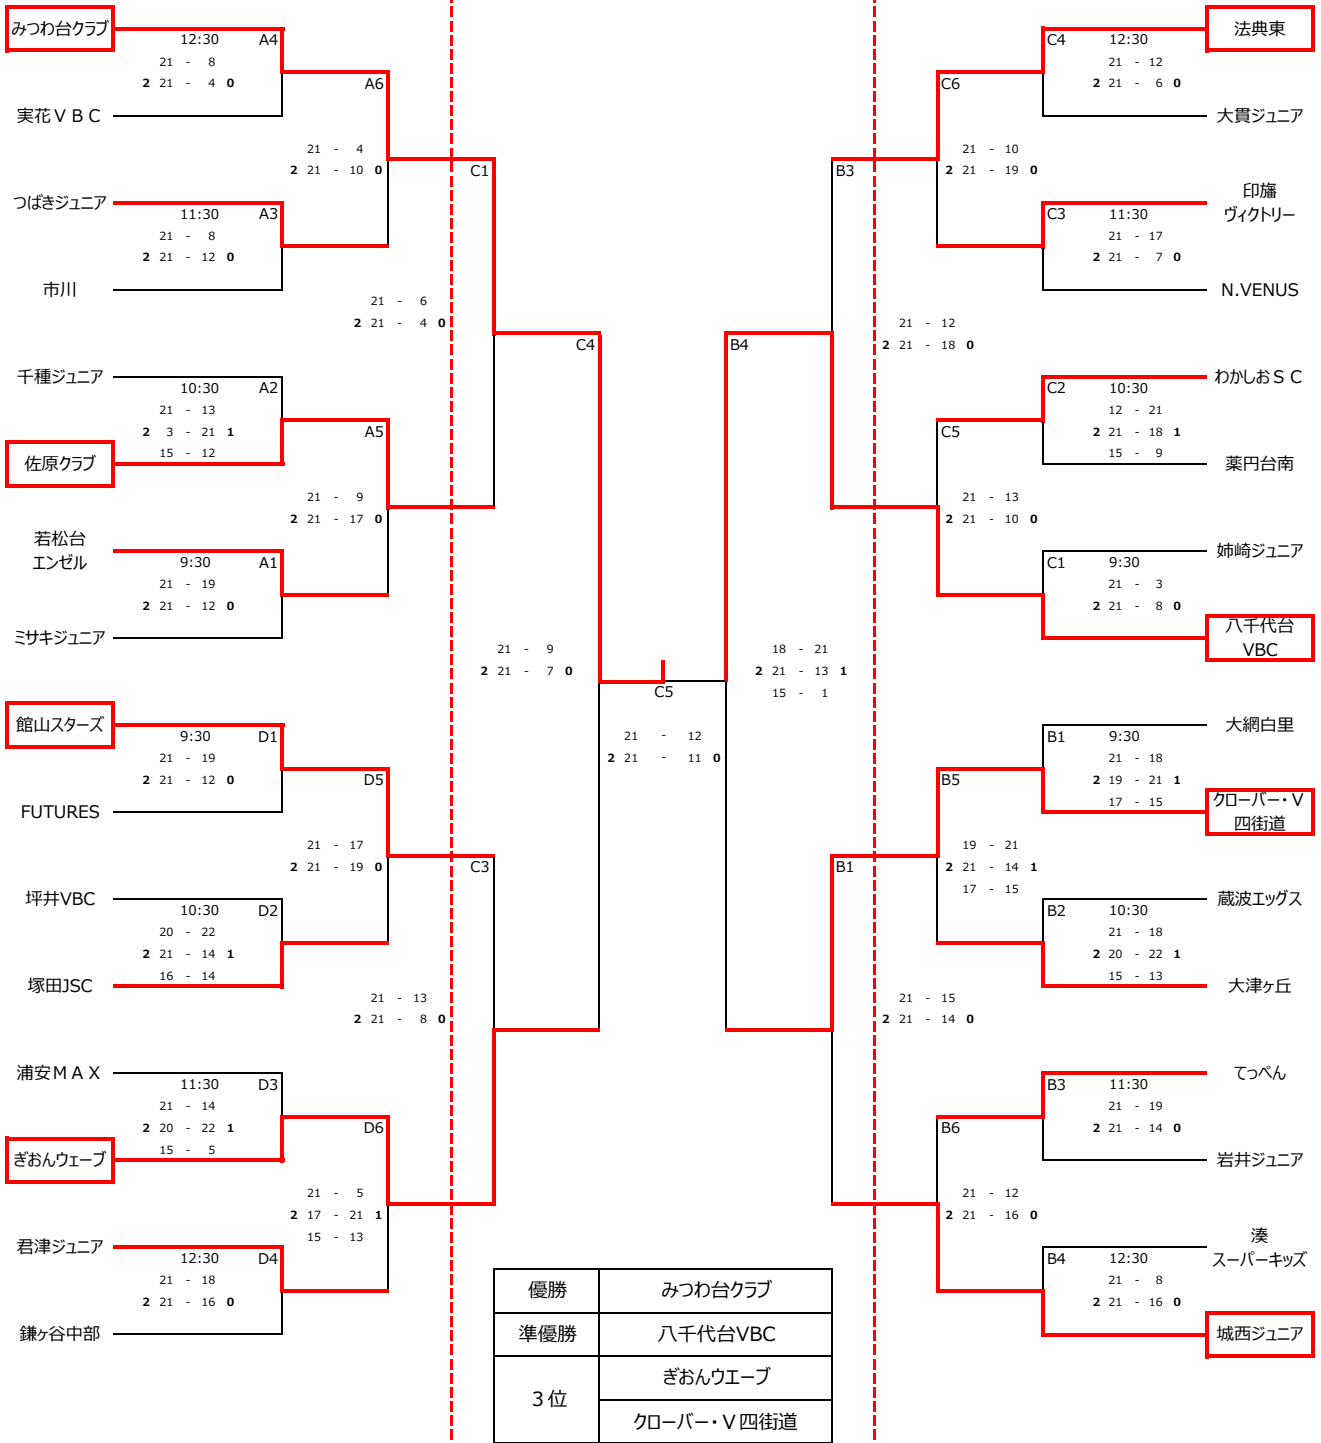 みつわ台クラブ
12:30 A4
21 - 8
2 21 - 4 0
実花ＶＢＣ
A6
21 - 4
2 21 - 10 0
つばきジュニア
11:30 A3
21 - 8
2 21 - 12 0
市川
C1
21 - 6
2 21 - 4 0
千種ジュニア
10:30 A2
21 - 13
2 3 - 21 1
15 - 12
佐原クラブ
A5
21 - 9
2 21 - 17 0
若松台
エンゼル
9:30 A1
21 - 19
2 21 - 12 0
ミサキジュニア
C4
21 - 9
2 21 - 7 0
館山スターズ
9:30 D1
21 - 19
2 21 - 12 0
FUTURES
D5
21 - 17
2 21 - 19 0
坪井VBC
10:30 D2
20 - 22
2 21 - 14 1
16 - 14
塚田JSC
C3
21 - 13
2 21 - 8 0
浦安ＭＡＸ
11:30 D3
21 - 14
2 20 - 22 1
15 - 5
ぎおんウェーブ
D6
21 - 5
2 17 - 21 1
15 - 13
君津ジュニア
12:30 D4
21 - 18
2 21 - 16 0
鎌ヶ谷中部
C5
21 - 12
2 21 - 11 0
法典東
C4 12:30
21 - 12
2 21 - 6 0
大貫ジュニア
C6
21 - 10
2 21 - 19 0
印旛
ヴィクトリー
C3 11:30
21 - 17
2 21 - 7 0
N.VENUS
B3
21 - 12
2 21 - 18 0
わかしおＳＣ
C2 10:30
12 - 21
2 21 - 18 1
15 - 9
薬円台南
C5
21 - 13
2 21 - 10 0
姉崎ジュニア
C1 9:30
21 - 3
2 21 - 8 0
八千代台
VBC
B4
18 - 21
2 21 - 13 1
15 - 1
大網白里
B1 9:30
21 - 18
2 19 - 21 1
17 - 15
クローバー・Ｖ
四街道
B5
19 - 21
2 21 - 14 1
17 - 15
蔵波エッグス
B2 10:30
21 - 18
2 20 - 22 1
15 - 13
大津ヶ丘
B1
21 - 15
2 21 - 14 0
てっぺん
B3 11:30
21 - 19
2 21 - 14 0
岩井ジュニア
B6
21 - 12
2 21 - 16 0
湊
スーパーキッズ
B4 12:30
21 - 8
2 21 - 16 0
城西ジュニア
優勝 みつわ台クラブ
準優勝 八千代台VBC
３位 ぎおんウエーブ
クローバー・Ｖ四街道